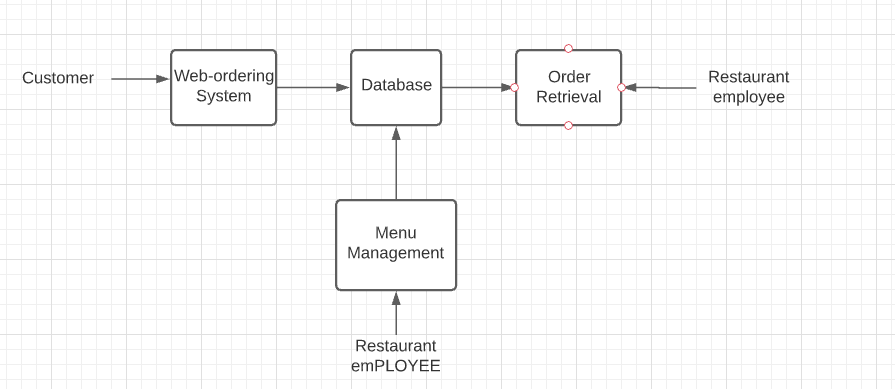 Customer
Web-ordering
System
Database
Order
Retrieval
Restaurant
employee
Menu
Management
Restaurant
emPLOYEE